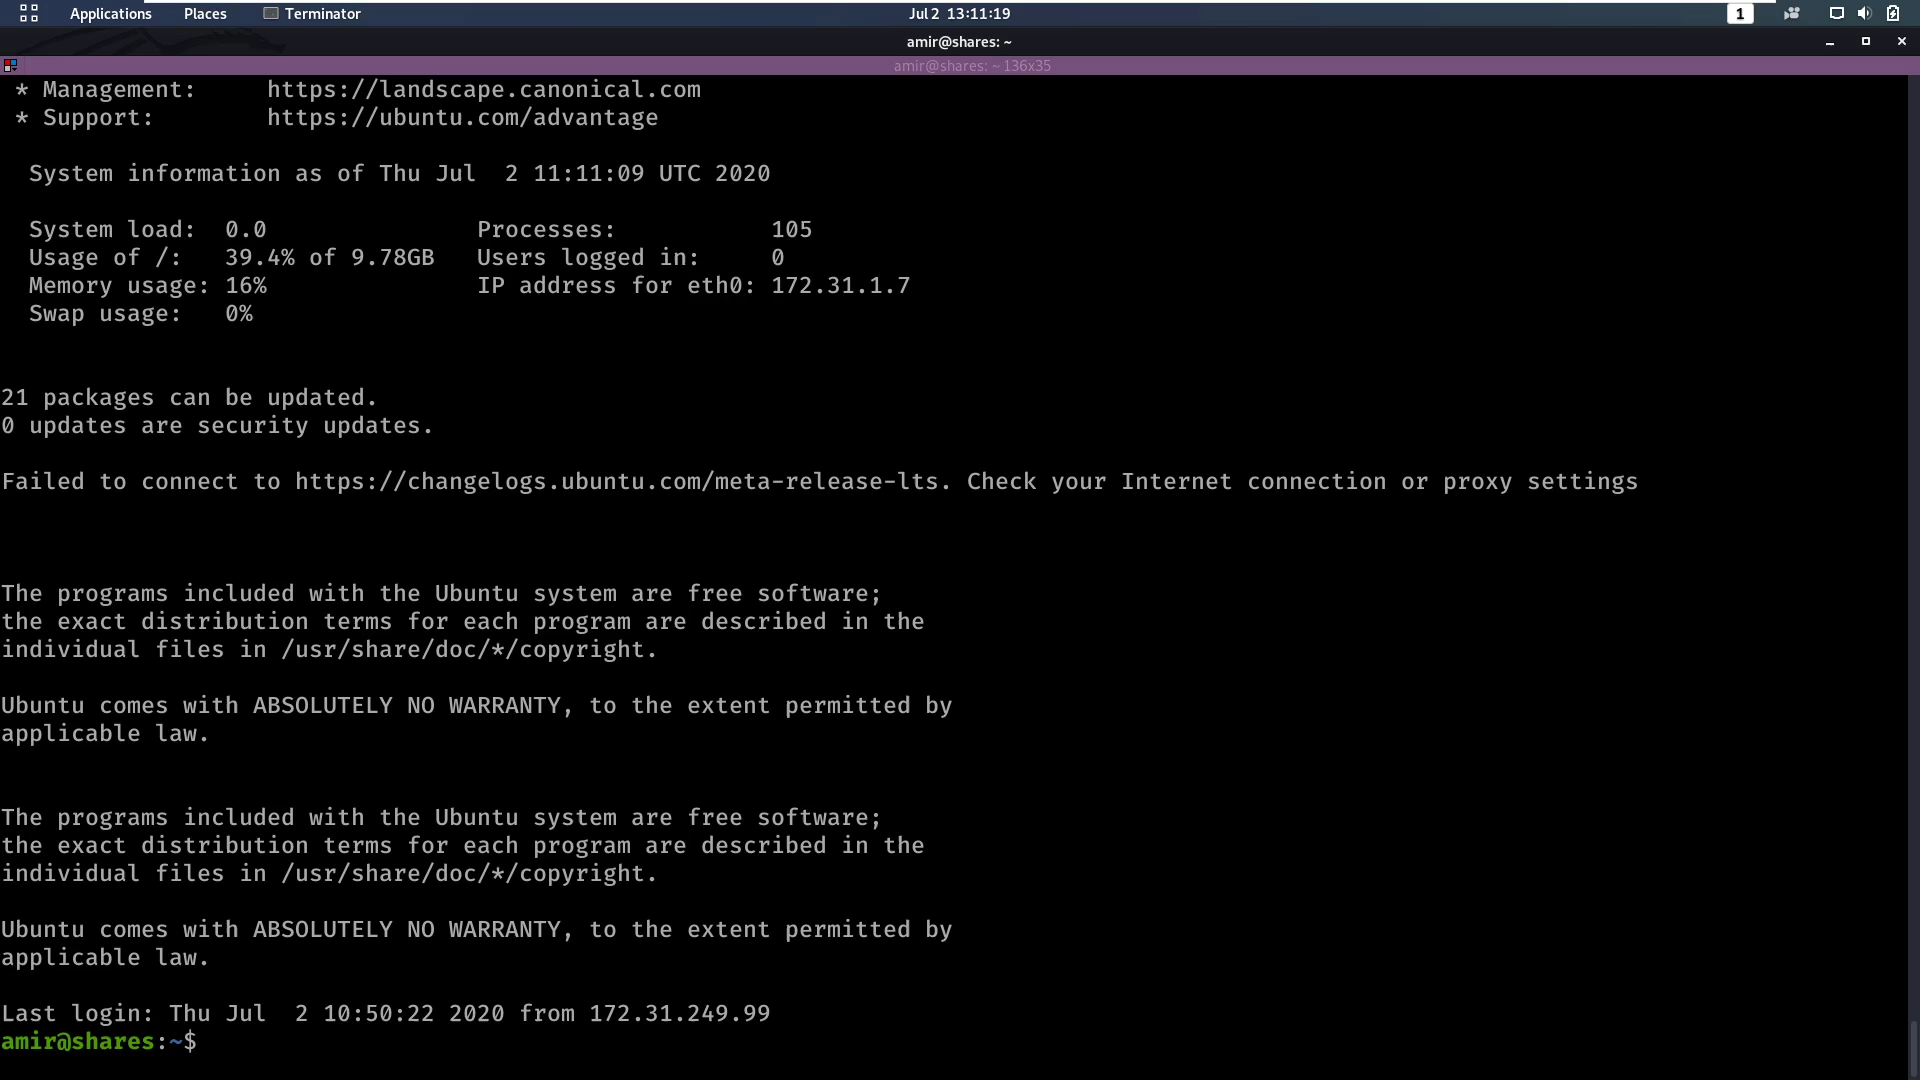 Applications Places Terminator Jul 2 13:11:19 1
amir@shares: ~
amir@shares: ~ 136x35
 * Management:     https://landscape.canonical.com
 * Support:        https://ubuntu.com/advantage
  System information as of Thu Jul  2 11:11:09 UTC 2020
  System load:  0.0               Processes:           105
  Usage of /:   39.4% of 9.78GB   Users logged in:     0
  Memory usage: 16%               IP address for eth0: 172.31.1.7
  Swap usage:   0%
21 packages can be updated.
0 updates are security updates.
Failed to connect to https://changelogs.ubuntu.com/meta-release-lts. Check your Internet connection or proxy settings
The programs included with the Ubuntu system are free software;
the exact distribution terms for each program are described in the
individual files in /usr/share/doc/*/copyright.
Ubuntu comes with ABSOLUTELY NO WARRANTY, to the extent permitted by
applicable law.
The programs included with the Ubuntu system are free software;
the exact distribution terms for each program are described in the
individual files in /usr/share/doc/*/copyright.
Ubuntu comes with ABSOLUTELY NO WARRANTY, to the extent permitted by
applicable law.
Last login: Thu Jul  2 10:50:22 2020 from 172.31.249.99
amir@shares:~$